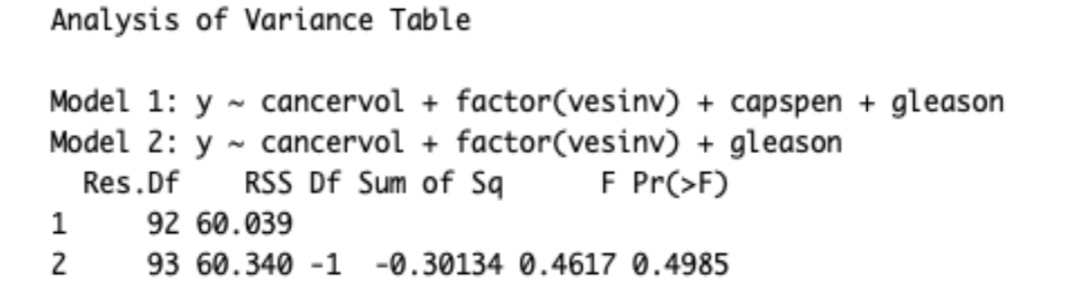 Analysis of Variance Table
Model 1: y ~ cancervol + factor(vesinv) + capspen + gleason
Model 2: y ~ cancervol + factor(vesinv) + gleason
  Res.Df    RSS Df Sum of Sq      F Pr(>F)
1     92 60.039
2     93 60.340 -1  -0.30134 0.4617 0.4985